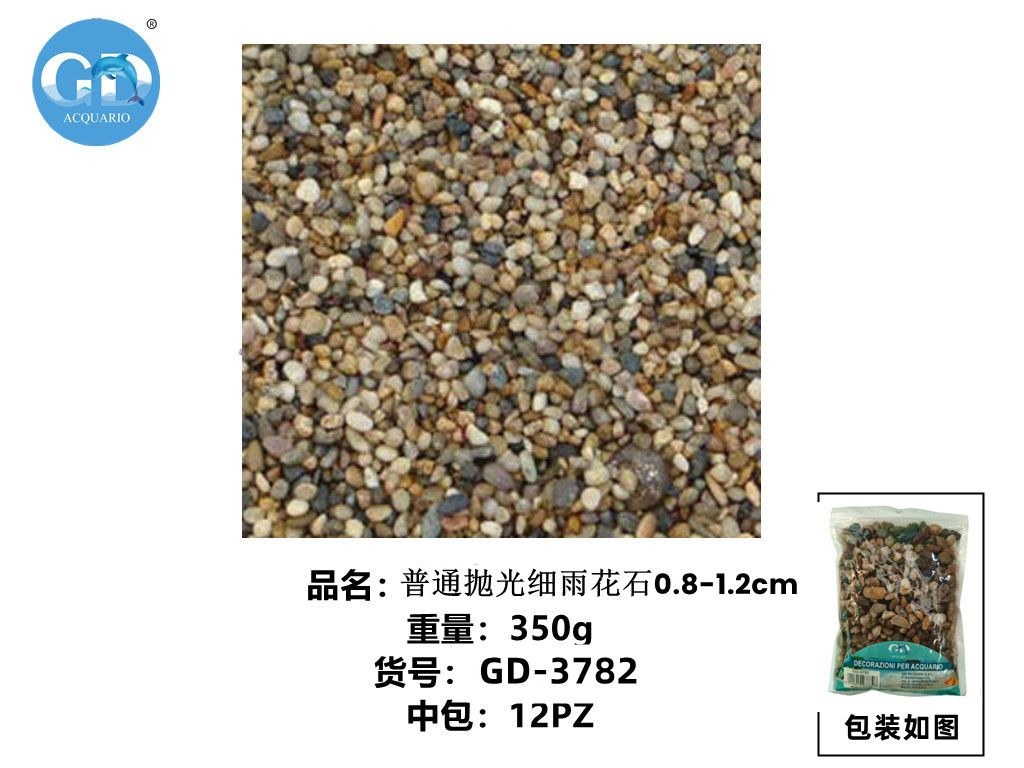 ®
GD
ACQUARIO
品名：普通抛光细雨花石0.8-1.2cm
重量：350g
货号：GD-3782
中包：12PZ
GD
DECORAZIONI PER ACQUARIO
包装如图